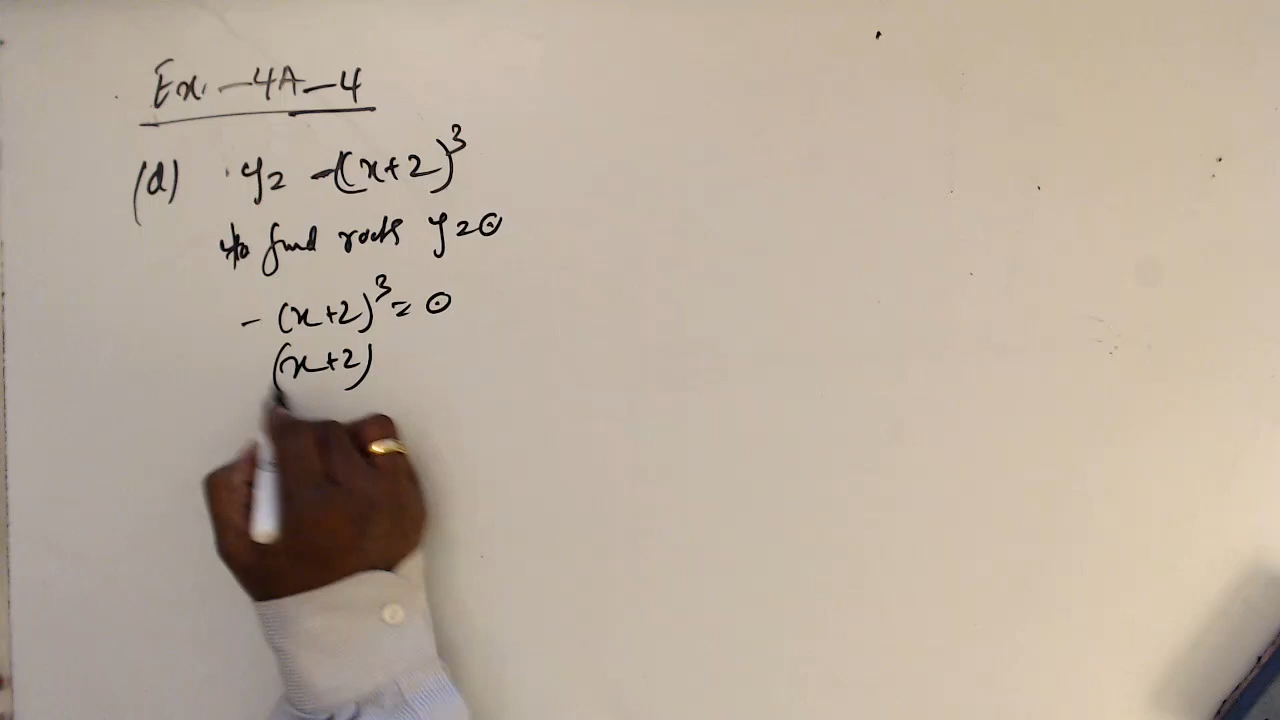 Ex. - 4A - 4
(d) y = -(x+2)³
to find roots y = 0
- (x+2)³ = 0
(x+2)